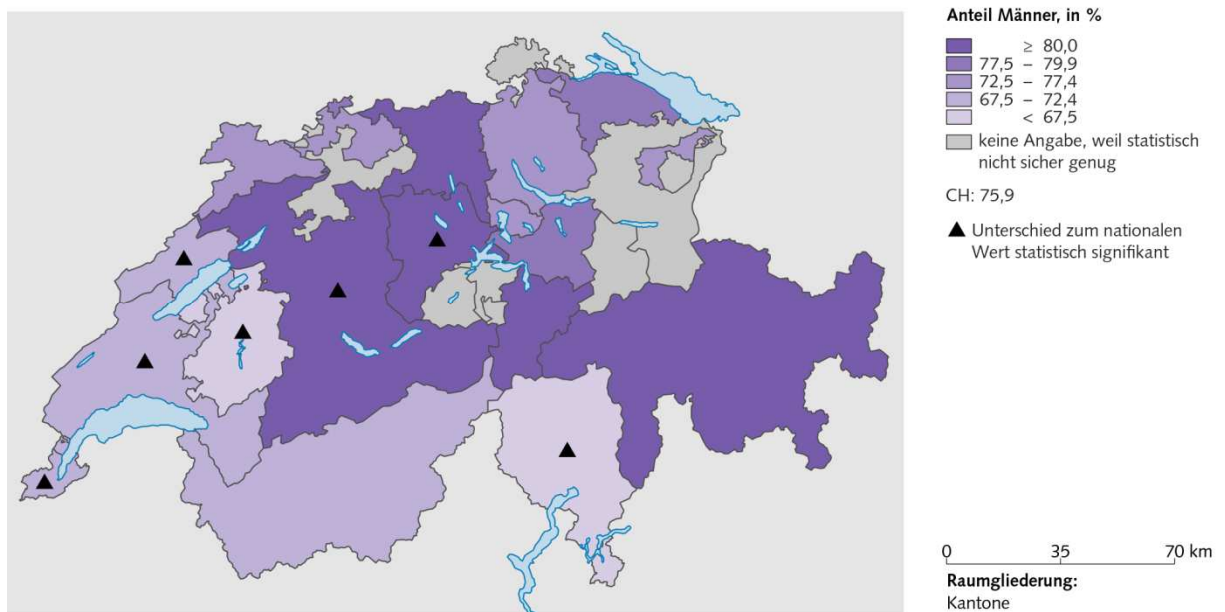 Anteil Männer, in %
≥ 80,0
77,5 – 79,9
72,5 – 77,4
67,5 – 72,4
< 67,5
keine Angabe, weil statistisch
nicht sicher genug
CH: 75,9
Unterschied zum nationalen
Wert statistisch signifikant
0 35 70 km
Raumgliederung:
Kantone